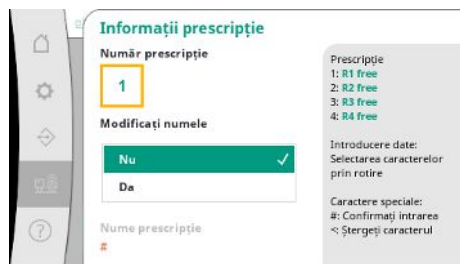 Informații prescripție
Număr prescripție
1
Modificați numele
Nu
Da
Nume prescripție
#
Prescripție
1: R1 free
2: R2 free
3: R3 free
4: R4 free
Introducere date:
Selectarea caracterelor
prin rotire
Caractere speciale:
#: Confirmați intrarea
<: Ștergeți caracterul
?